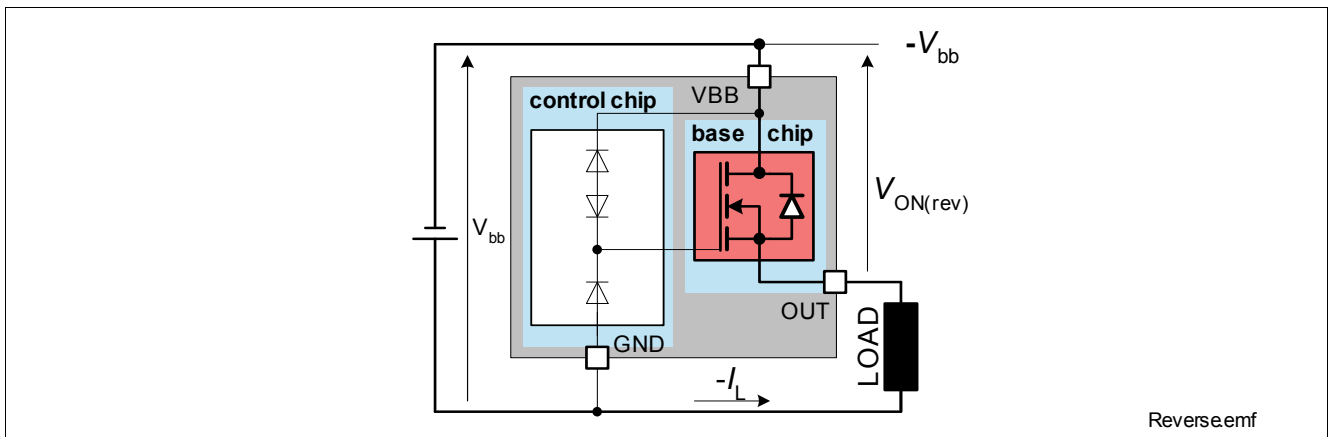 -Vbb
VBB
control chip
base chip
Vbb
VON(rev)
OUT
GND
LOAD
-IL
Reverse.emf